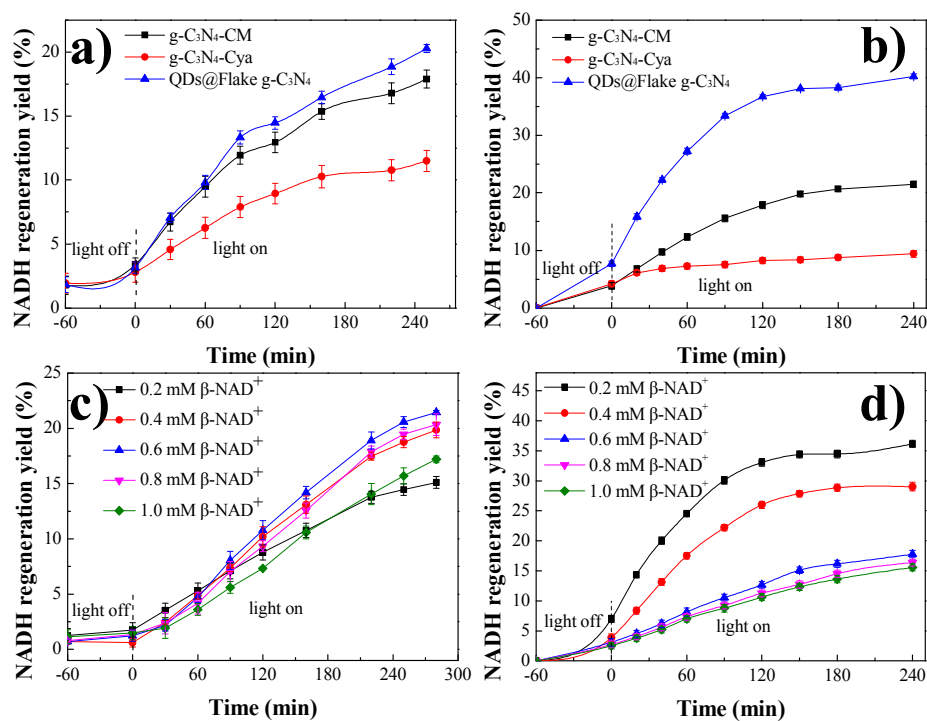 a)
g-C₃N₄-CM
g-C₃N₄-Cya
QDs@Flake g-C₃N₄
NADH regeneration yield (%)
20
15
10
5
0
light off
light on
-60 0 60 120 180 240
Time (min)
b)
g-C₃N₄-CM
g-C₃N₄-Cya
QDs@Flake g-C₃N₄
NADH regeneration yield (%)
50
40
30
20
10
0
light off
light on
-60 0 60 120 180 240
Time (min)
c)
0.2 mM β-NAD⁺
0.4 mM β-NAD⁺
0.6 mM β-NAD⁺
0.8 mM β-NAD⁺
1.0 mM β-NAD⁺
NADH regeneration yield (%)
25
20
15
10
5
0
light off
light on
-60 0 60 120 180 240 300
Time (min)
d)
0.2 mM β-NAD⁺
0.4 mM β-NAD⁺
0.6 mM β-NAD⁺
0.8 mM β-NAD⁺
1.0 mM β-NAD⁺
NADH regeneration yield (%)
45
40
35
30
25
20
15
10
5
0
light off
light on
-60 0 60 120 180 240
Time (min)